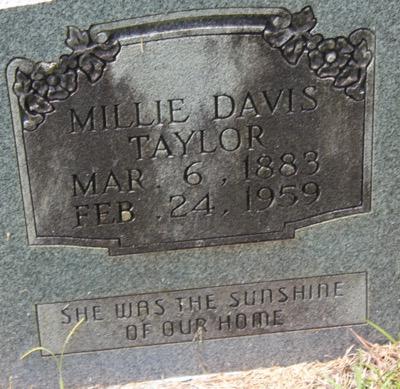 MILLIE DAVIS
TAYLOR
MAR. 6, 1883
FEB. 24, 1959
SHE WAS THE SUNSHINE
OF OUR HOME